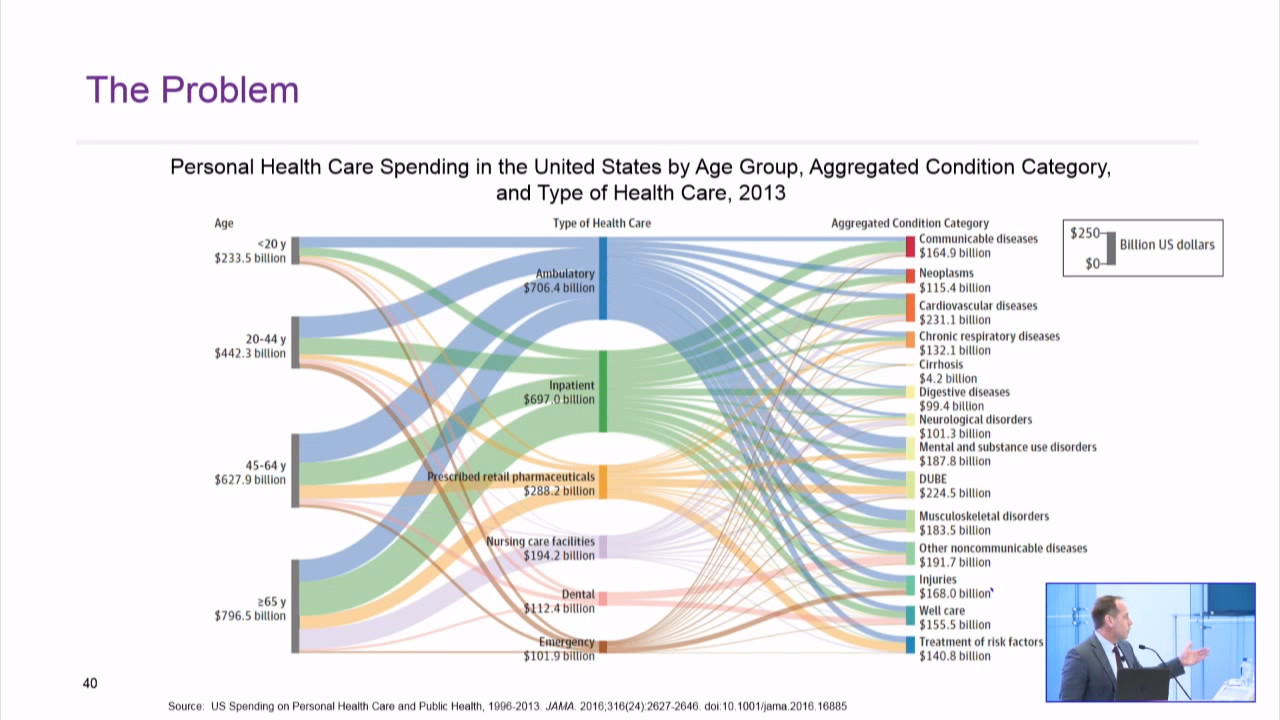 The Problem
Personal Health Care Spending in the United States by Age Group, Aggregated Condition Category,
and Type of Health Care, 2013
Age
<20 y
$233.5 billion
20-44 y
$442.3 billion
45-64 y
$627.9 billion
≥65 y
$796.5 billion
Type of Health Care
Ambulatory
$706.4 billion
Inpatient
$697.0 billion
Prescribed retail pharmaceuticals
$288.2 billion
Nursing care facilities
$194.2 billion
Dental
$112.4 billion
Emergency
$101.9 billion
Aggregated Condition Category
Communicable diseases
$164.9 billion
Neoplasms
$115.4 billion
Cardiovascular diseases
$231.1 billion
Chronic respiratory diseases
$132.1 billion
Cirrhosis
$4.2 billion
Digestive diseases
$99.4 billion
Neurological disorders
$101.3 billion
Mental and substance use disorders
$187.8 billion
DUBE
$224.5 billion
Musculoskeletal disorders
$183.5 billion
Other noncommunicable diseases
$191.7 billion
Injuries
$168.0 billion
Well care
$155.5 billion
Treatment of risk factors
$140.8 billion
$250
Billion US dollars
$0
40
Source: US Spending on Personal Health Care and Public Health, 1996-2013. JAMA. 2016;316(24):2627-2646. doi:10.1001/jama.2016.16885